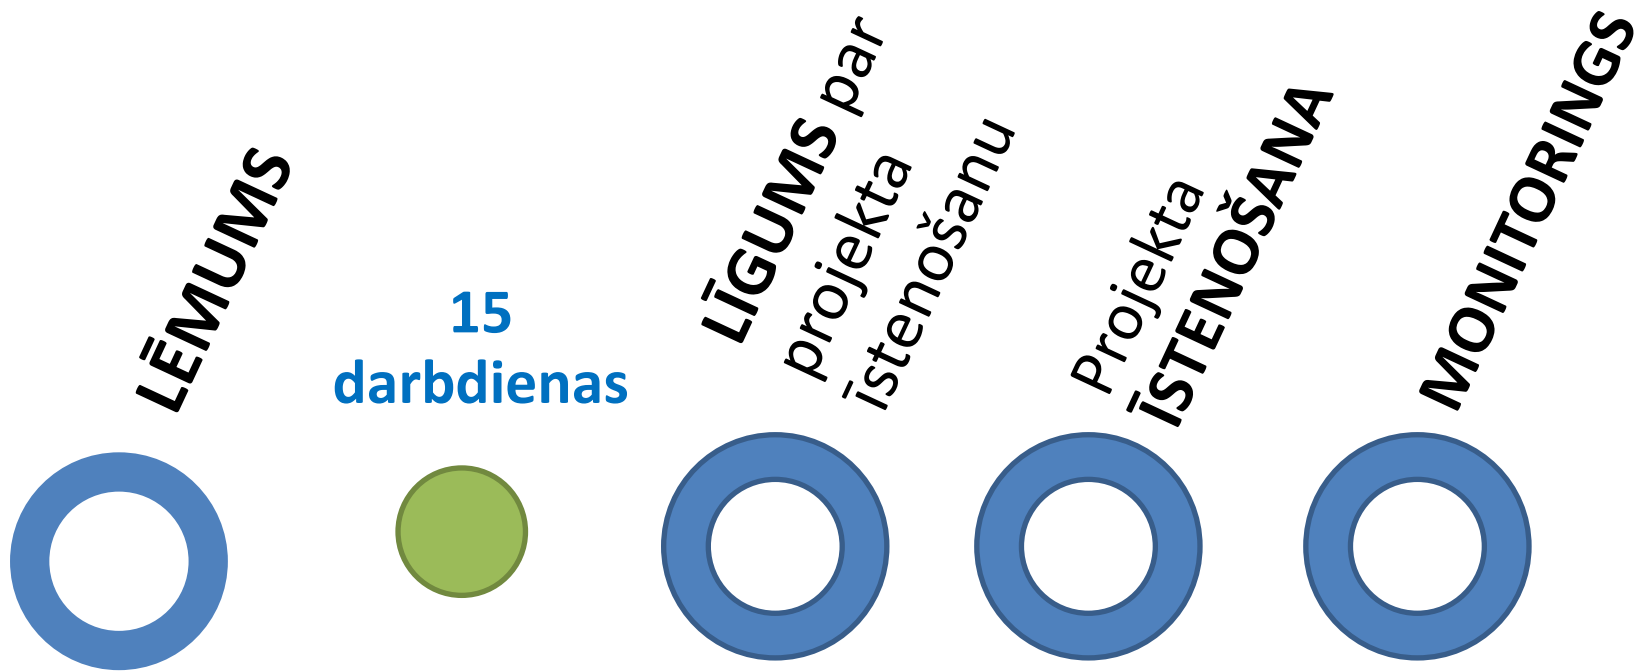 LĒMUMS
15
darbdienas
LĪGUMS par
projekta
īstenošanu
Projekta
ĪSTENOŠANA
MONITORINGS